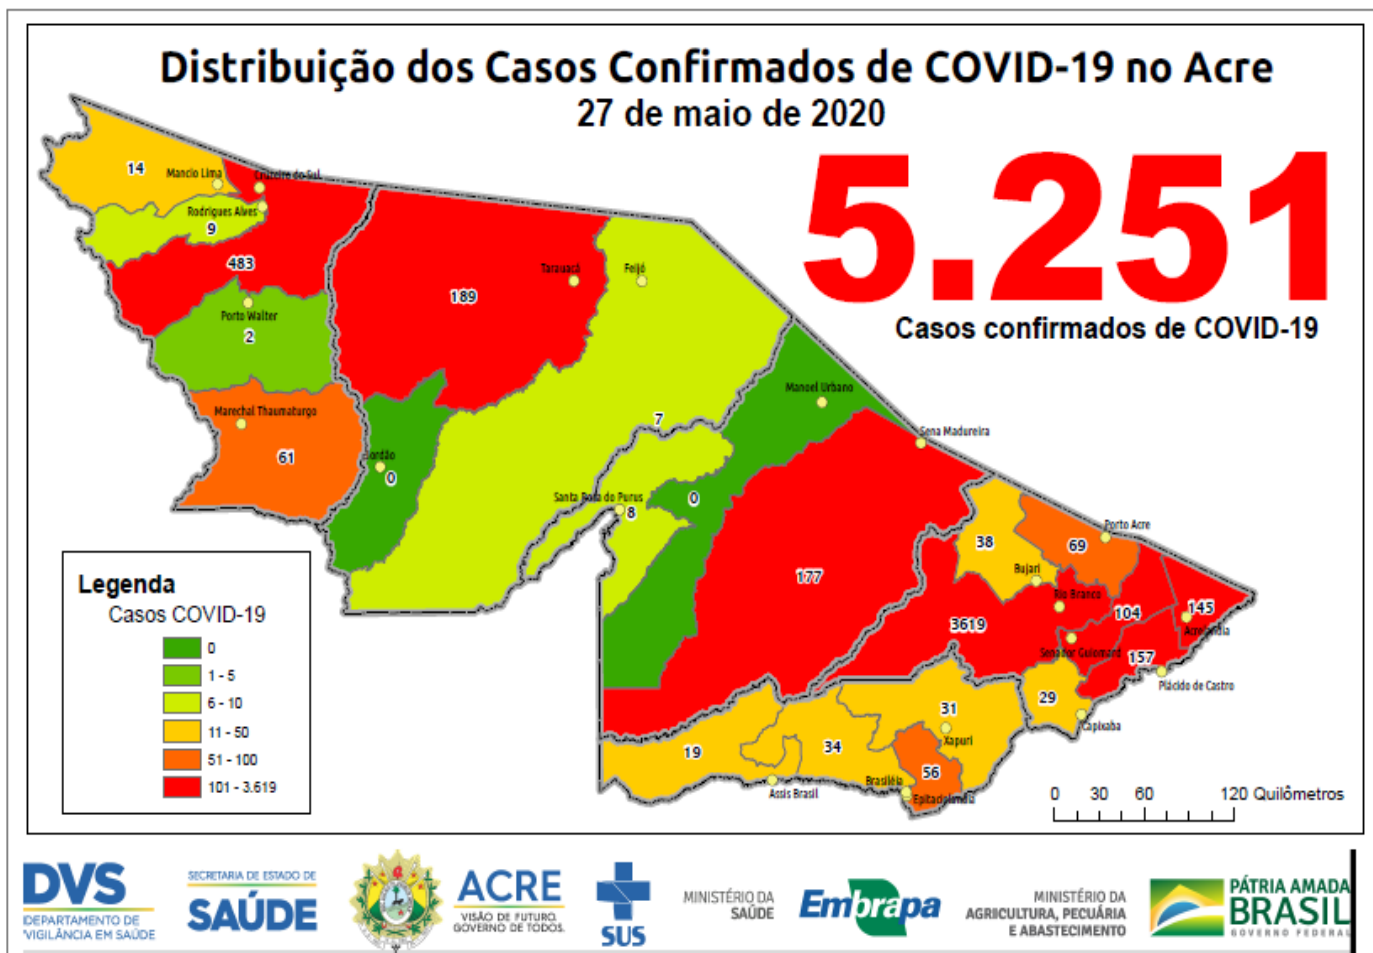 Distribuição dos Casos Confirmados de COVID-19 no Acre
27 de maio de 2020
5.251
Casos confirmados de COVID-19
14
Mancio Lima
Cruzeiro do Sul
Rodrigues Alves
9
483
Porto Walter
2
Marechal Thaumaturgo
61
189
Tarauacá
Feijó
7
Jordão
0
Manoel Urbano
0
Santa Rosa do Purus
8
Sena Madureira
177
38
Bujari
69
Porto Acre
Rio Branco
3619
104
145
Acrelândia
Senador Guiomard
157
Plácido de Castro
29
Capixaba
31
Xapuri
19
34
56
Assis Brasil
Brasiléia
Epitaciolândia
Legenda
Casos COVID-19
0
1 - 5
6 - 10
11 - 50
51 - 100
101 - 3.619
0 30 60 120 Quilômetros
DVS
DEPARTAMENTO DE
VIGILÂNCIA EM SAÚDE
SECRETARIA DE ESTADO DE
SAÚDE
ACRE
VISÃO DE FUTURO.
GOVERNO DE TODOS.
SUS
MINISTÉRIO DA
SAÚDE
Embrapa
MINISTÉRIO DA
AGRICULTURA, PECUÁRIA
E ABASTECIMENTO
PÁTRIA AMADA
BRASIL
GOVERNO FEDERAL